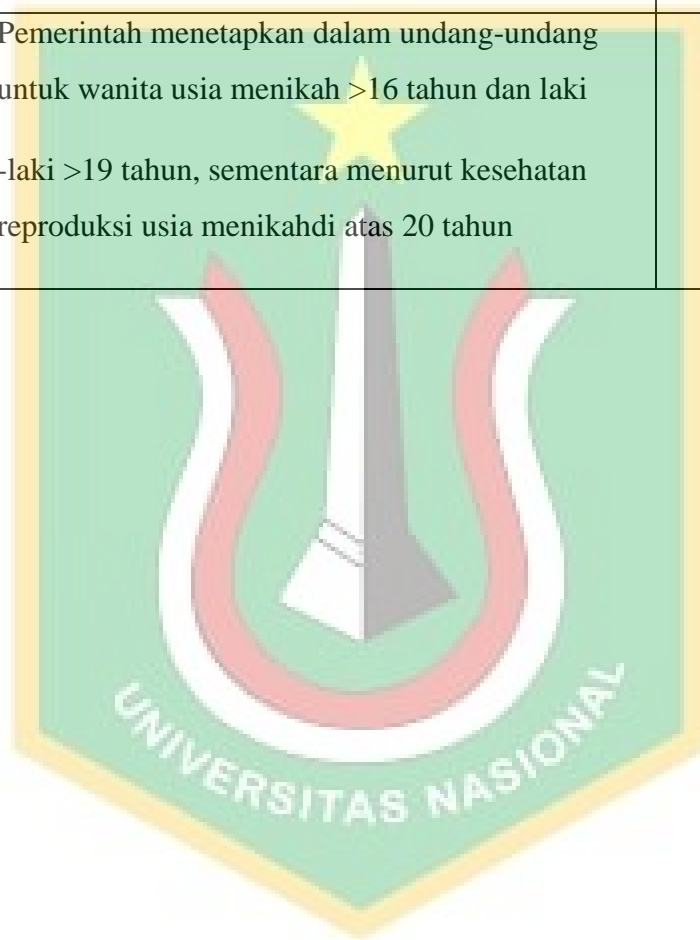 Pemerintah menetapkan dalam undang-undang
untuk wanita usia menikah >16 tahun dan laki
-laki >19 tahun, sementara menurut kesehatan
reproduksi usia menikahdi atas 20 tahun
UNIVERSITAS NASIONAL